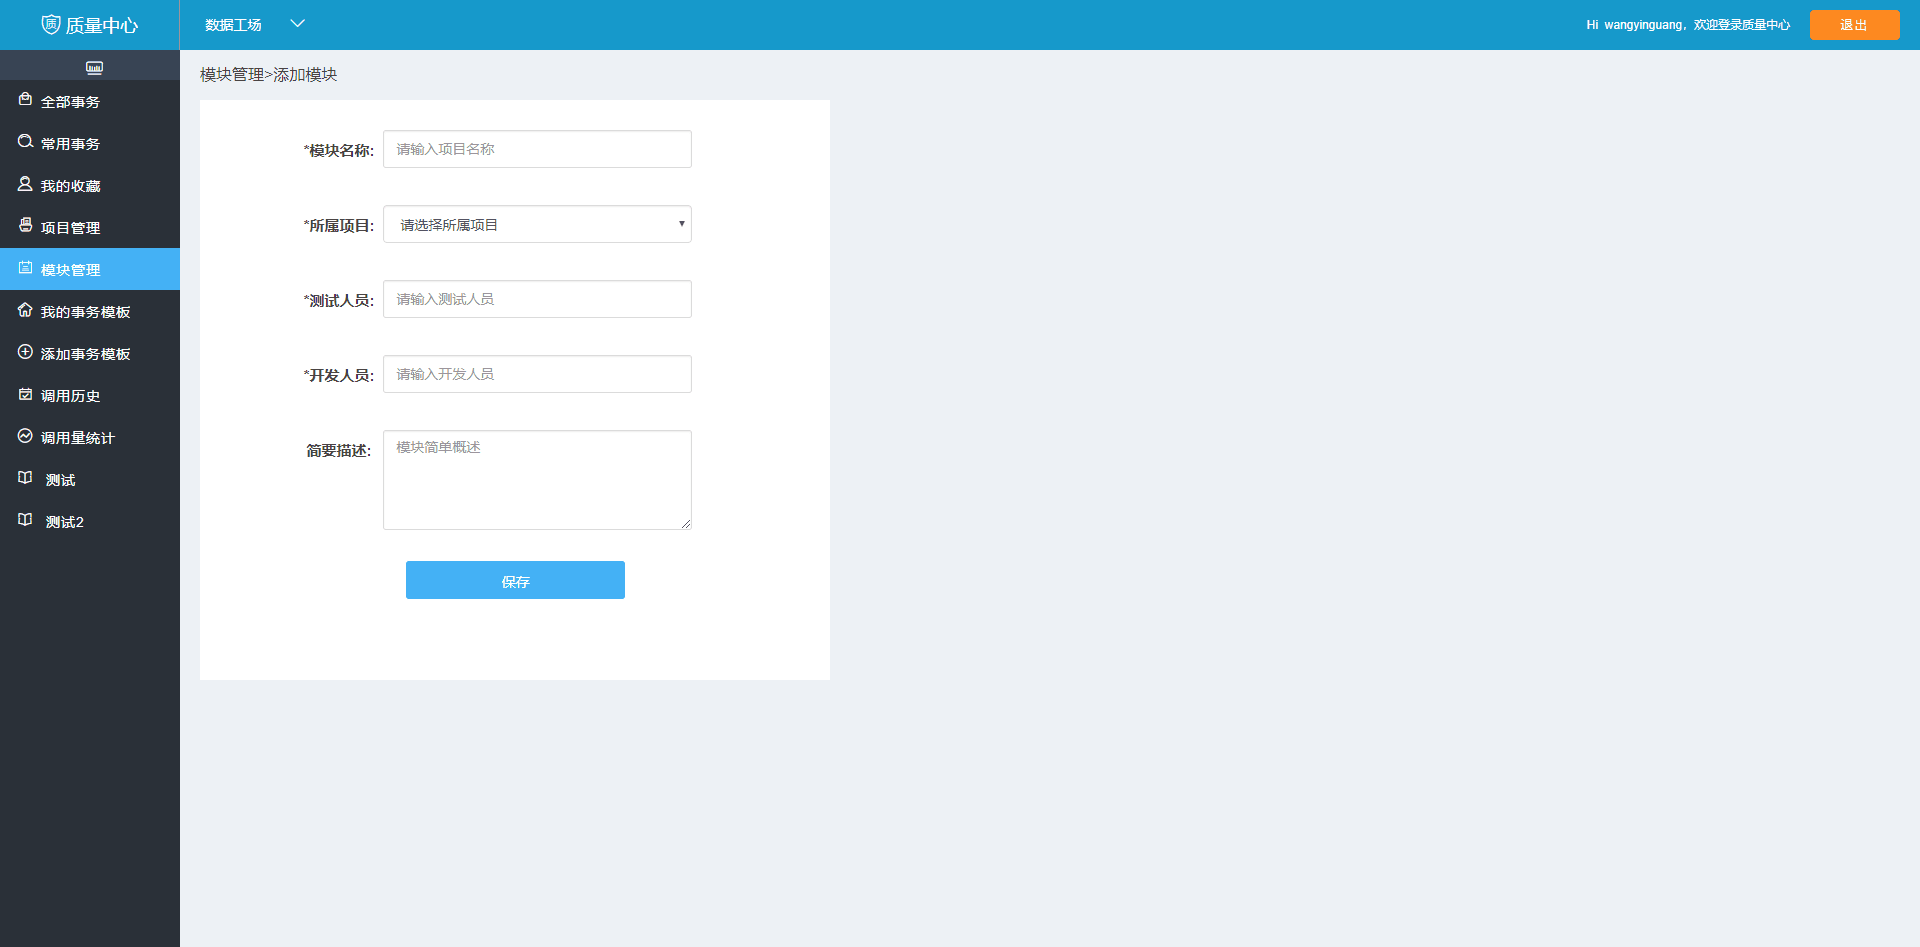 质量中心
数据工场
Hi wangyinguang，欢迎登录质量中心
退出
全部事务
常用事务
我的收藏
项目管理
模块管理
我的事务模板
添加事务模板
调用历史
调用量统计
测试
测试2
模块管理>添加模块
*模块名称: 请输入项目名称
*所属项目: 请选择所属项目
*测试人员: 请输入测试人员
*开发人员: 请输入开发人员
简要描述: 模块简单概述
保存